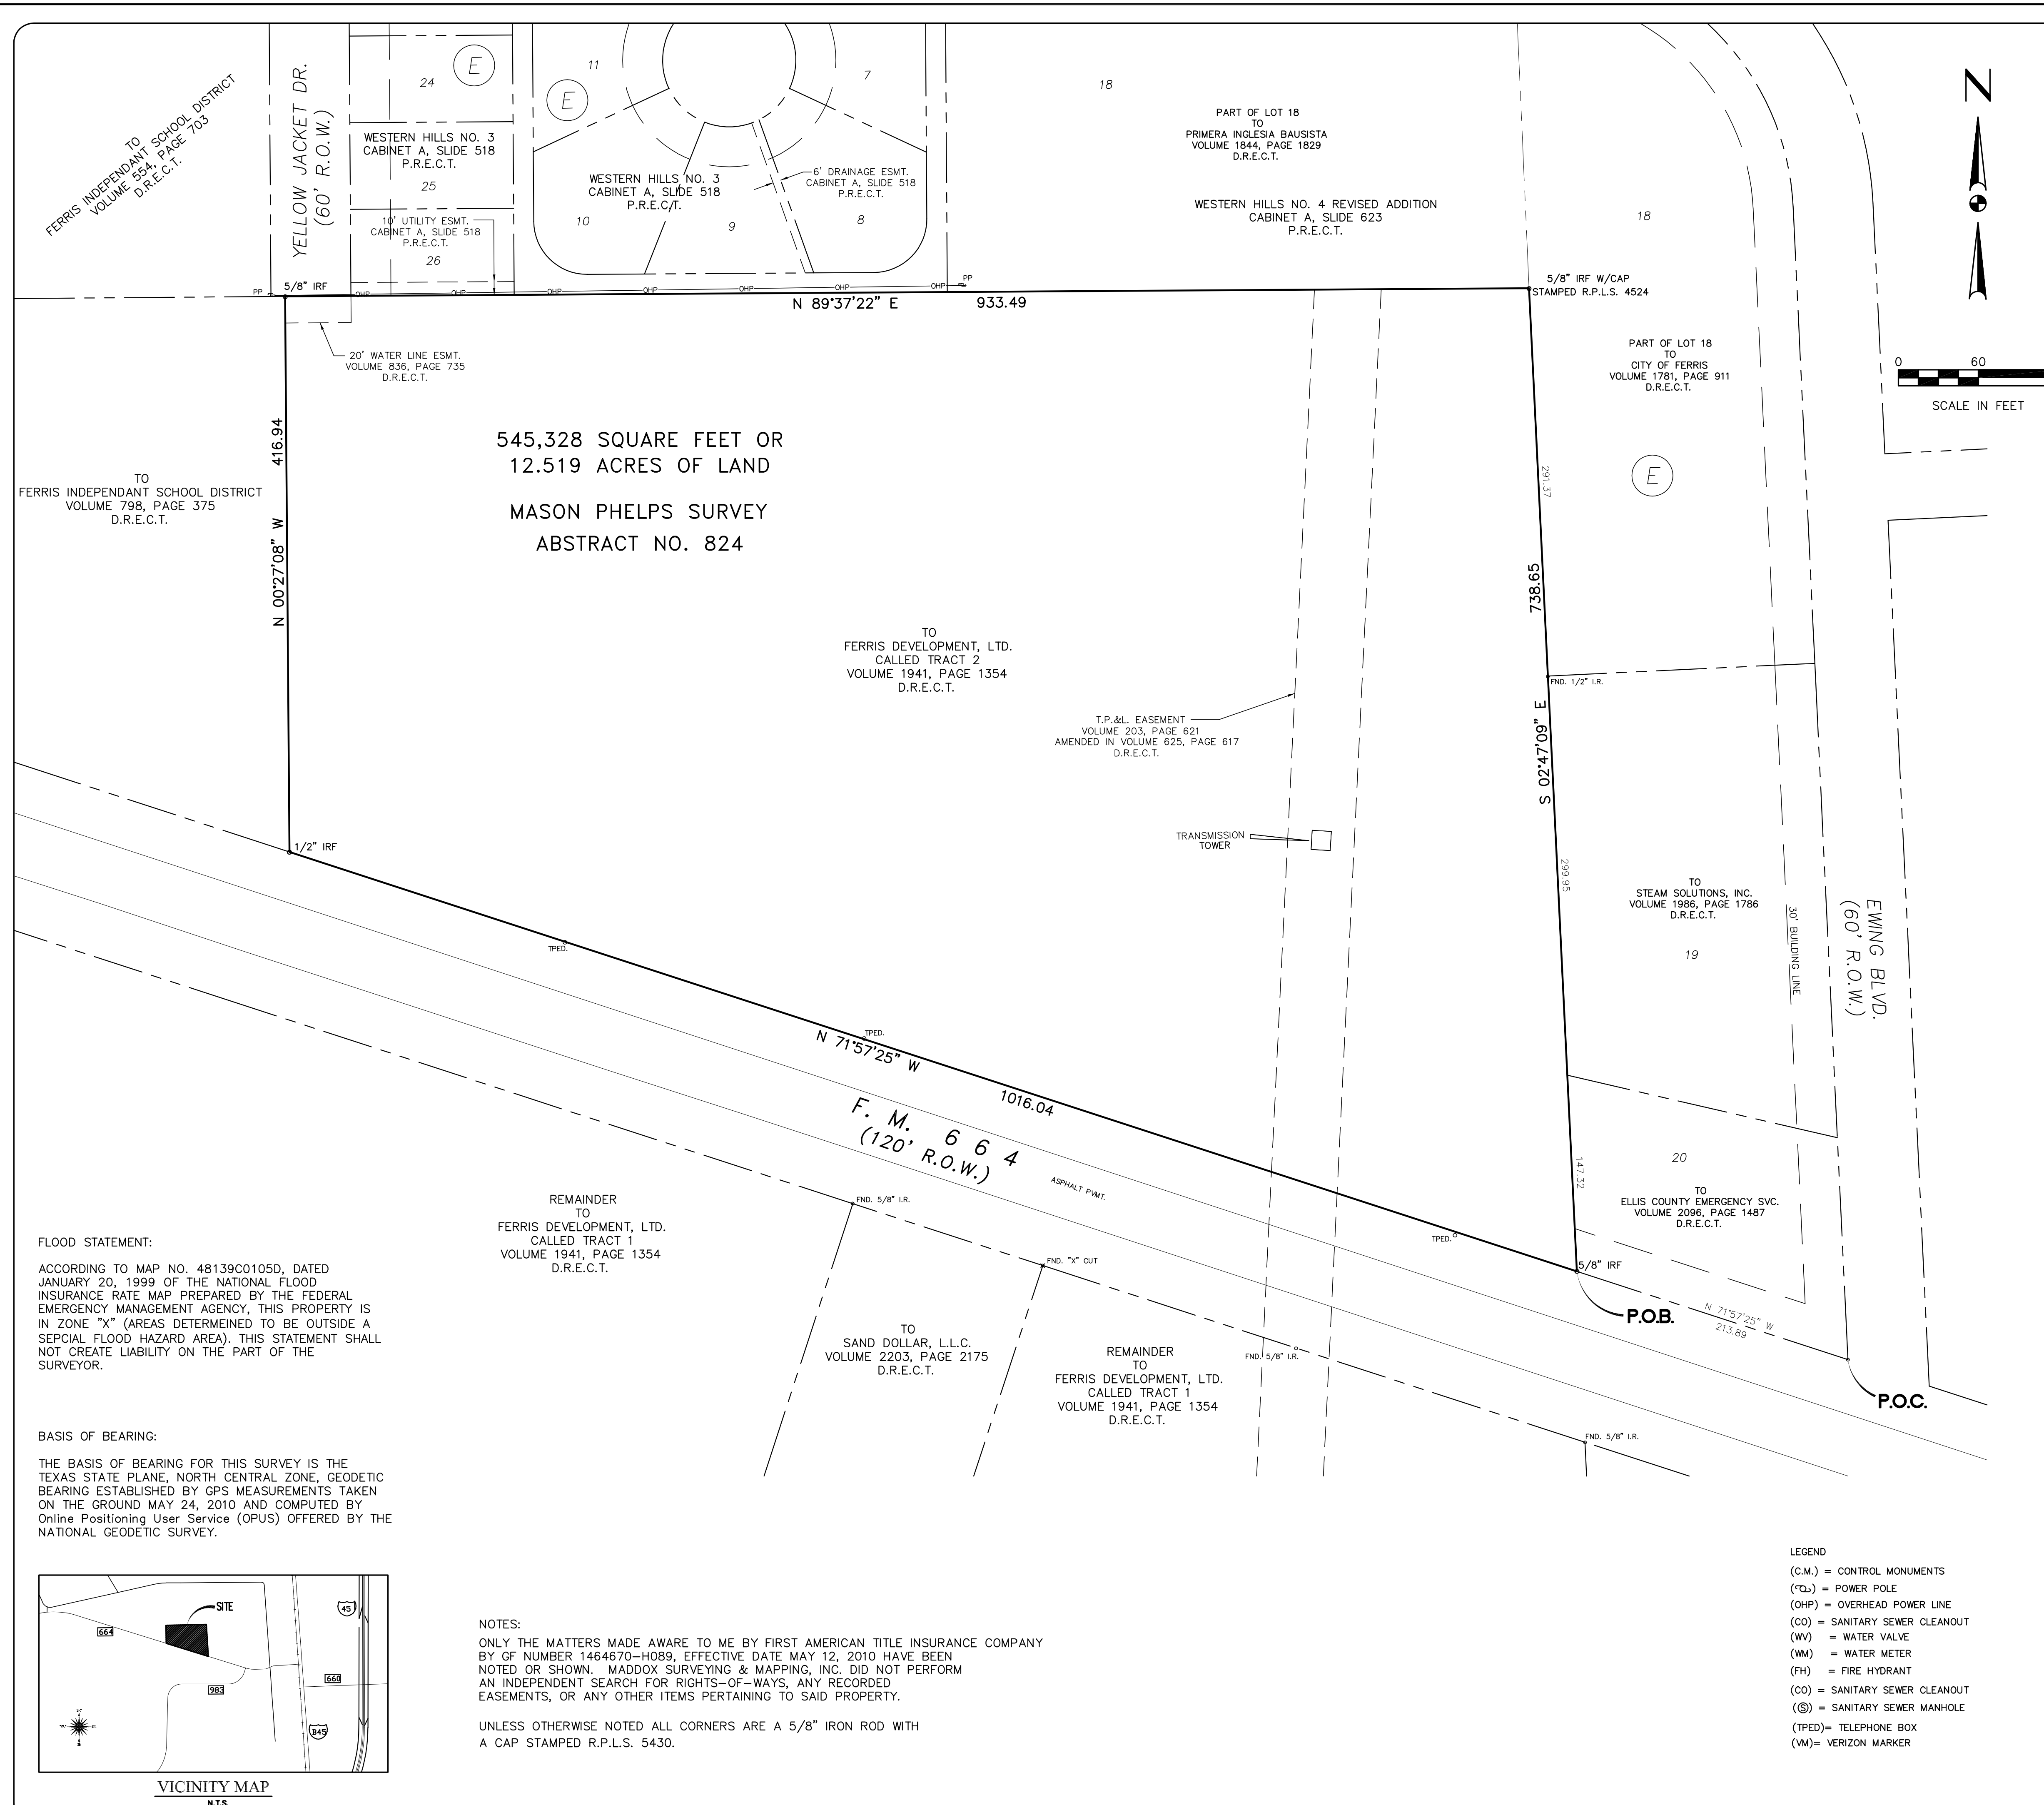 TO
FERRIS INDEPENDANT SCHOOL DISTRICT
VOLUME 554, PAGE 703
D.R.E.C.T.
YELLOW JACKET DR.
(60' R.O.W.)
24
E
WESTERN HILLS NO. 3
CABINET A, SLIDE 518
P.R.E.C.T.
25
10' UTILITY ESMT.
CABINET A, SLIDE 518
P.R.E.C.T.
26
E
11
7
WESTERN HILLS NO. 3
CABINET A, SLIDE 518
P.R.E.C.T.
6' DRAINAGE ESMT.
CABINET A, SLIDE 518
P.R.E.C.T.
10
9
8
18
PART OF LOT 18
TO
PRIMERA INGLESIA BAUSISTA
VOLUME 1844, PAGE 1829
D.R.E.C.T.
WESTERN HILLS NO. 4 REVISED ADDITION
CABINET A, SLIDE 623
P.R.E.C.T.
18
N
0 60
SCALE IN FEET
PP
5/8" IRF
OHP OHP OHP OHP OHP OHP OHP
PP
N 89°37'22" E 933.49
5/8" IRF W/CAP
STAMPED R.P.L.S. 4524
20' WATER LINE ESMT.
VOLUME 836, PAGE 735
D.R.E.C.T.
PART OF LOT 18
TO
CITY OF FERRIS
VOLUME 1781, PAGE 911
D.R.E.C.T.
E
N 00°27'08" W 416.94
545,328 SQUARE FEET OR
12.519 ACRES OF LAND
MASON PHELPS SURVEY
ABSTRACT NO. 824
TO
FERRIS INDEPENDANT SCHOOL DISTRICT
VOLUME 798, PAGE 375
D.R.E.C.T.
291.37
S 02°47'09" E 738.65
TO
FERRIS DEVELOPMENT, LTD.
CALLED TRACT 2
VOLUME 1941, PAGE 1354
D.R.E.C.T.
FND. 1/2" I.R.
T.P.&L. EASEMENT
VOLUME 203, PAGE 621
AMENDED IN VOLUME 625, PAGE 617
D.R.E.C.T.
TRANSMISSION
TOWER
1/2" IRF
299.95
TO
STEAM SOLUTIONS, INC.
VOLUME 1986, PAGE 1786
D.R.E.C.T.
19
30' BUILDING LINE
EWING BLVD.
(60' R.O.W.)
TPED.
TPED.
N 71°57'25" W
1016.04
F. M. 6 6 4
(120' R.O.W.)
ASPHALT PVMT.
147.32
20
TO
ELLIS COUNTY EMERGENCY SVC.
VOLUME 2096, PAGE 1487
D.R.E.C.T.
TPED.
5/8" IRF
P.O.B.
N 71°57'25" W
213.89
P.O.C.
REMAINDER
TO
FERRIS DEVELOPMENT, LTD.
CALLED TRACT 1
VOLUME 1941, PAGE 1354
D.R.E.C.T.
FND. 5/8" I.R.
FND. "X" CUT
TO
SAND DOLLAR, L.L.C.
VOLUME 2203, PAGE 2175
D.R.E.C.T.
REMAINDER
TO
FERRIS DEVELOPMENT, LTD.
CALLED TRACT 1
VOLUME 1941, PAGE 1354
D.R.E.C.T.
FND. 5/8" I.R.
FND. 5/8" I.R.
FLOOD STATEMENT:
ACCORDING TO MAP NO. 48139C0105D, DATED
JANUARY 20, 1999 OF THE NATIONAL FLOOD
INSURANCE RATE MAP PREPARED BY THE FEDERAL
EMERGENCY MANAGEMENT AGENCY, THIS PROPERTY IS
IN ZONE "X" (AREAS DETERMEINED TO BE OUTSIDE A
SEPCIAL FLOOD HAZARD AREA). THIS STATEMENT SHALL
NOT CREATE LIABILITY ON THE PART OF THE
SURVEYOR.
BASIS OF BEARING:
THE BASIS OF BEARING FOR THIS SURVEY IS THE
TEXAS STATE PLANE, NORTH CENTRAL ZONE, GEODETIC
BEARING ESTABLISHED BY GPS MEASUREMENTS TAKEN
ON THE GROUND MAY 24, 2010 AND COMPUTED BY
Online Positioning User Service (OPUS) OFFERED BY THE
NATIONAL GEODETIC SURVEY.
SITE
45
664
660
983
B45
VICINITY MAP
N.T.S.
NOTES:
ONLY THE MATTERS MADE AWARE TO ME BY FIRST AMERICAN TITLE INSURANCE COMPANY
BY GF NUMBER 1464670-H089, EFFECTIVE DATE MAY 12, 2010 HAVE BEEN
NOTED OR SHOWN. MADDOX SURVEYING & MAPPING, INC. DID NOT PERFORM
AN INDEPENDENT SEARCH FOR RIGHTS-OF-WAYS, ANY RECORDED
EASEMENTS, OR ANY OTHER ITEMS PERTAINING TO SAID PROPERTY.
UNLESS OTHERWISE NOTED ALL CORNERS ARE A 5/8" IRON ROD WITH
A CAP STAMPED R.P.L.S. 5430.
LEGEND
(C.M.) = CONTROL MONUMENTS
= POWER POLE
(OHP) = OVERHEAD POWER LINE
(CO) = SANITARY SEWER CLEANOUT
(WV) = WATER VALVE
(WM) = WATER METER
(FH) = FIRE HYDRANT
(CO) = SANITARY SEWER CLEANOUT
(Ⓢ) = SANITARY SEWER MANHOLE
(TPED)= TELEPHONE BOX
(VM)= VERIZON MARKER